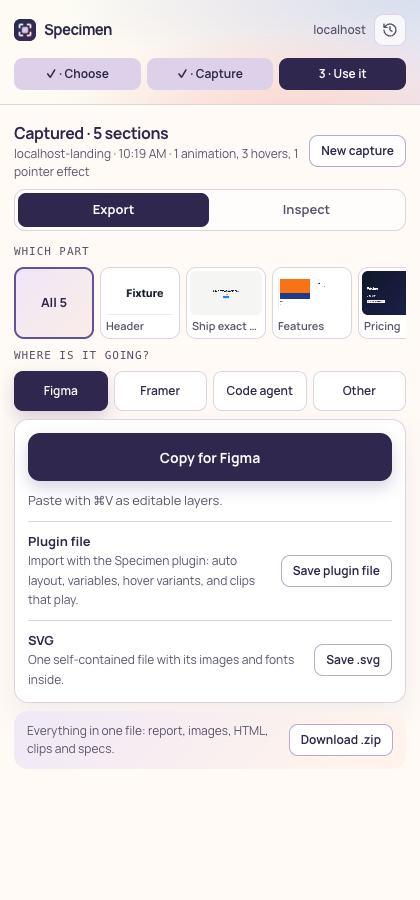 Specimen
localhost
✓ · Choose
✓ · Capture
3 · Use it
Captured · 5 sections
localhost-landing · 10:19 AM · 1 animation, 3 hovers, 1
pointer effect
New capture
Export
Inspect
WHICH PART
All 5
Fixture
Header
Ship exact ...
Features
Pricing
Pricing
WHERE IS IT GOING?
Figma
Framer
Code agent
Other
Copy for Figma
Paste with ⌘V as editable layers.
Plugin file
Import with the Specimen plugin: auto
layout, variables, hover variants, and clips
that play.
Save plugin file
SVG
One self-contained file with its images and fonts
inside.
Save .svg
Everything in one file: report, images, HTML,
clips and specs.
Download .zip